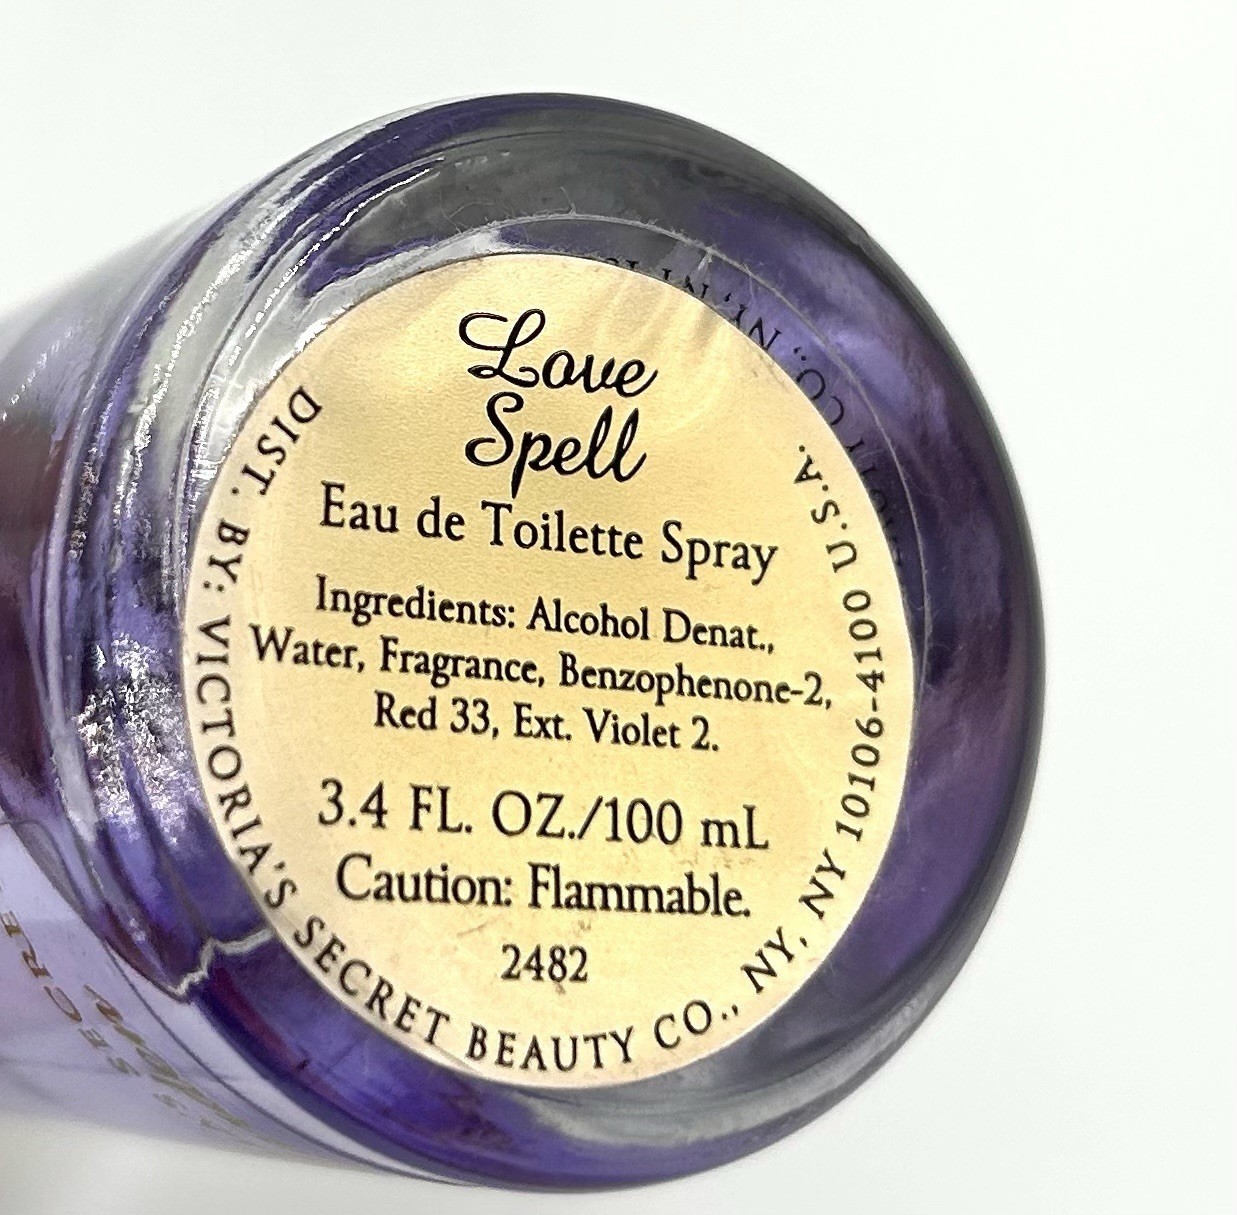 Love
Spell
Eau de Toilette Spray
Ingredients: Alcohol Denat.,
Water, Fragrance, Benzophenone-2,
Red 33, Ext. Violet 2.
3.4 FL. OZ./100 mL
Caution: Flammable.
2482
DIST. BY: VICTORIA'S SECRET BEAUTY CO., NY, NY 10106-4100 U.S.A.
SECRE